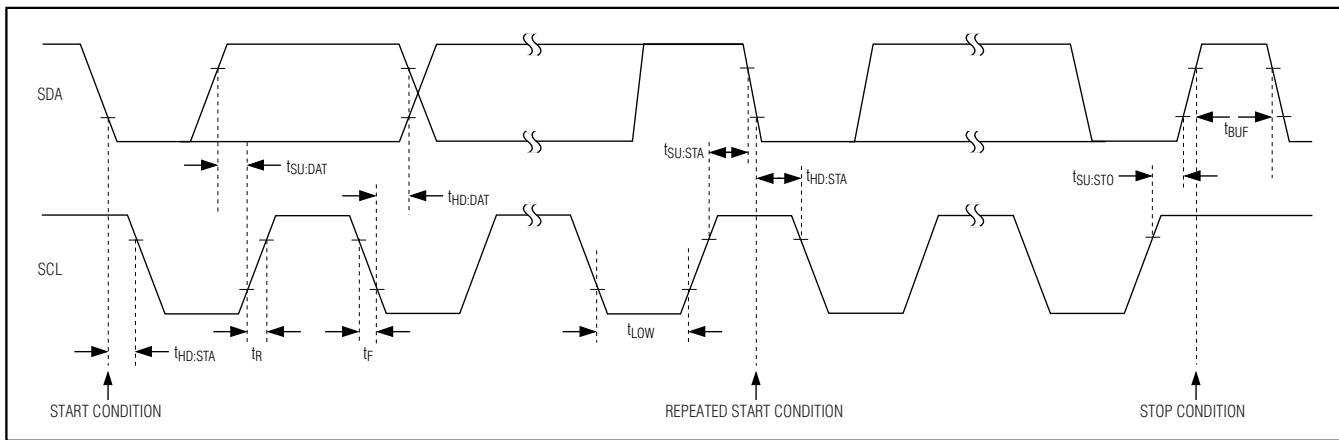 SDA
tSU:STA
tBUF
tSU:DAT
tHD:STA
tSU:STO
tHD:DAT
SCL
tLOW
tHD:STA
tR
tF
START CONDITION
REPEATED START CONDITION
STOP CONDITION